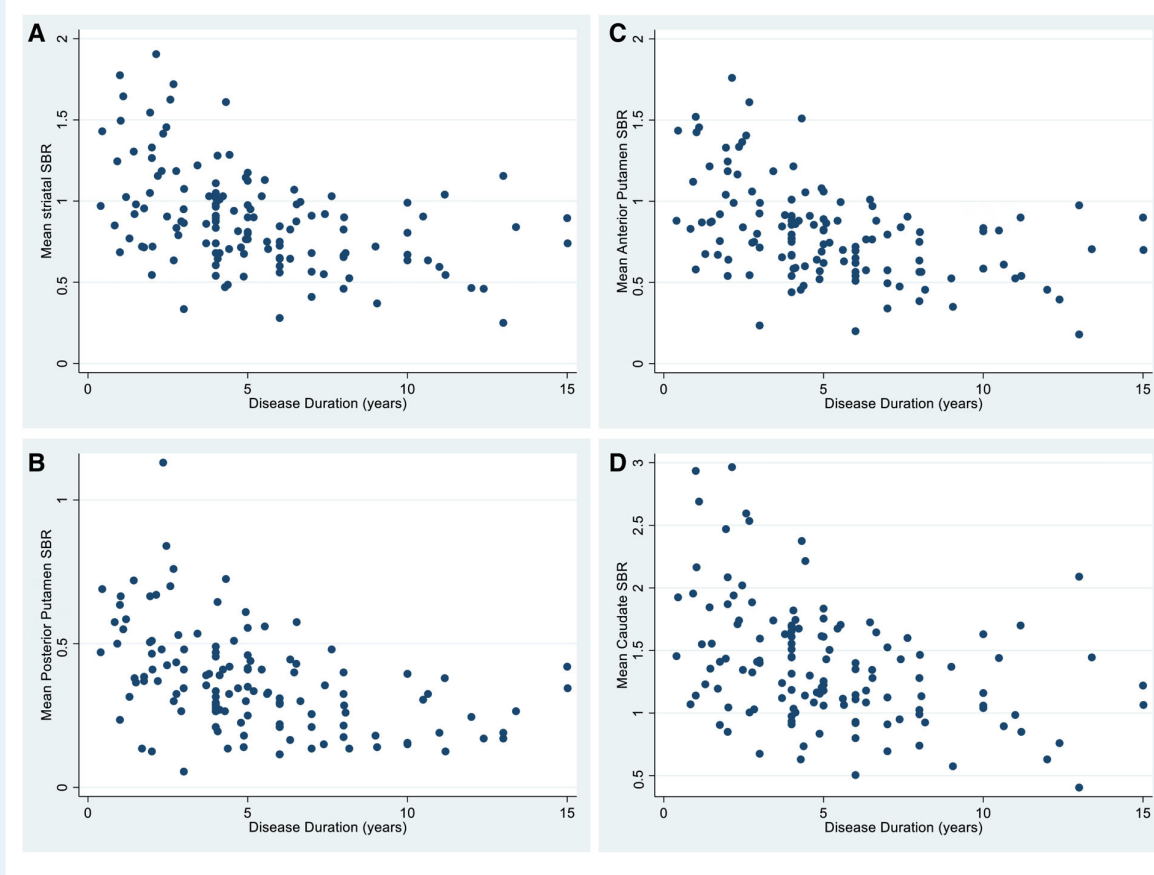 A
Mean striatal SBR
2
1.5
1
0.5
0
0 5 10 15
Disease Duration (years)
C
Mean Anterior Putamen SBR
2
1.5
1
0.5
0
0 5 10 15
Disease Duration (years)
B
Mean Posterior Putamen SBR
1
0.5
0
0 5 10 15
Disease Duration (years)
D
Mean Caudate SBR
3
2.5
2
1.5
1
0.5
0 5 10 15
Disease Duration (years)